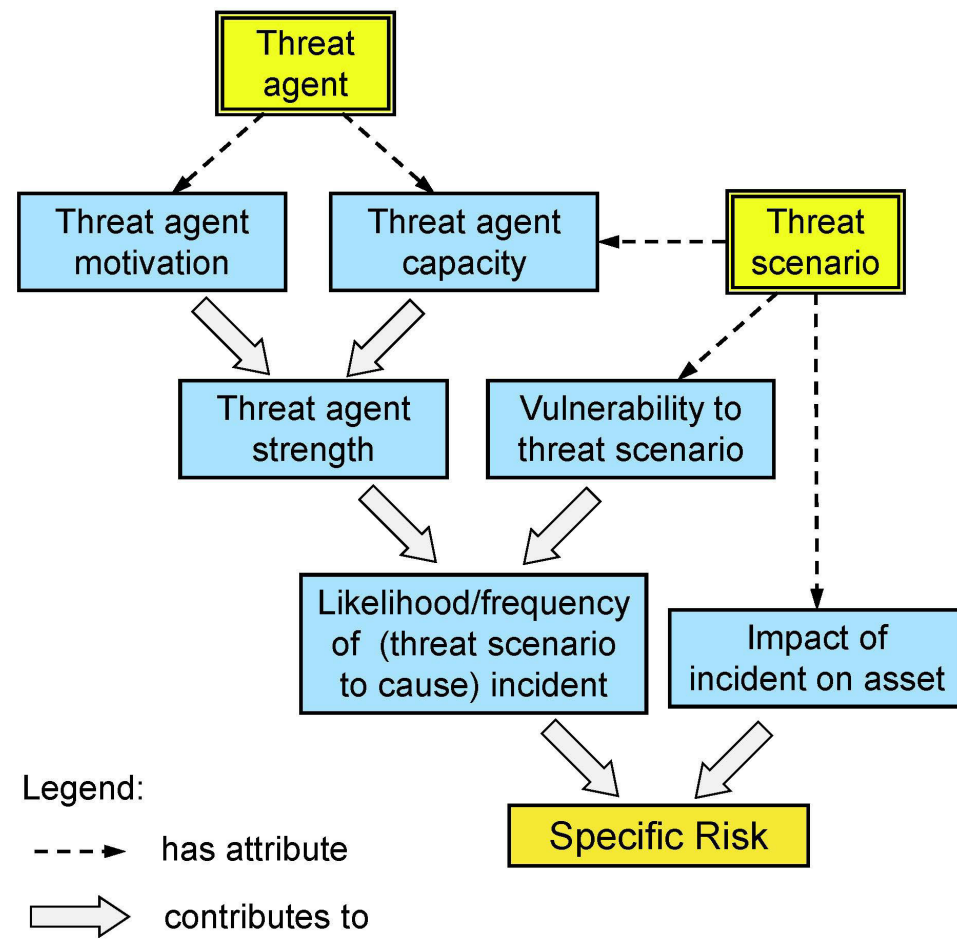 Threat
agent
Threat agent
motivation
Threat agent
capacity
Threat
scenario
Threat agent
strength
Vulnerability to
threat scenario
Likelihood/frequency
of (threat scenario
to cause) incident
Impact of
incident on asset
Specific Risk
Legend:
has attribute
contributes to